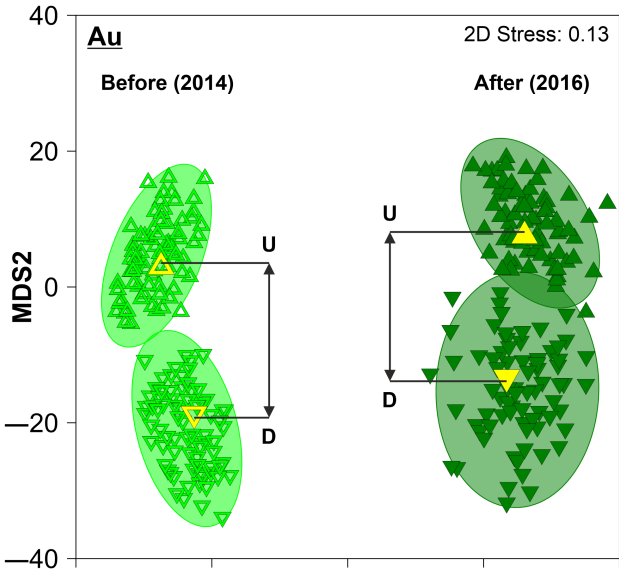 40
Au
2D Stress: 0.13
Before (2014)
After (2016)
20
U
U
MDS2
0
D
D
—20
—40